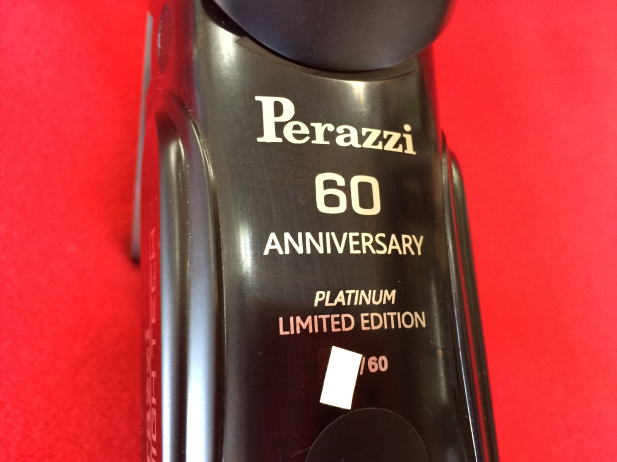 Perazzi
60
ANNIVERSARY
PLATINUM
LIMITED EDITION
/60